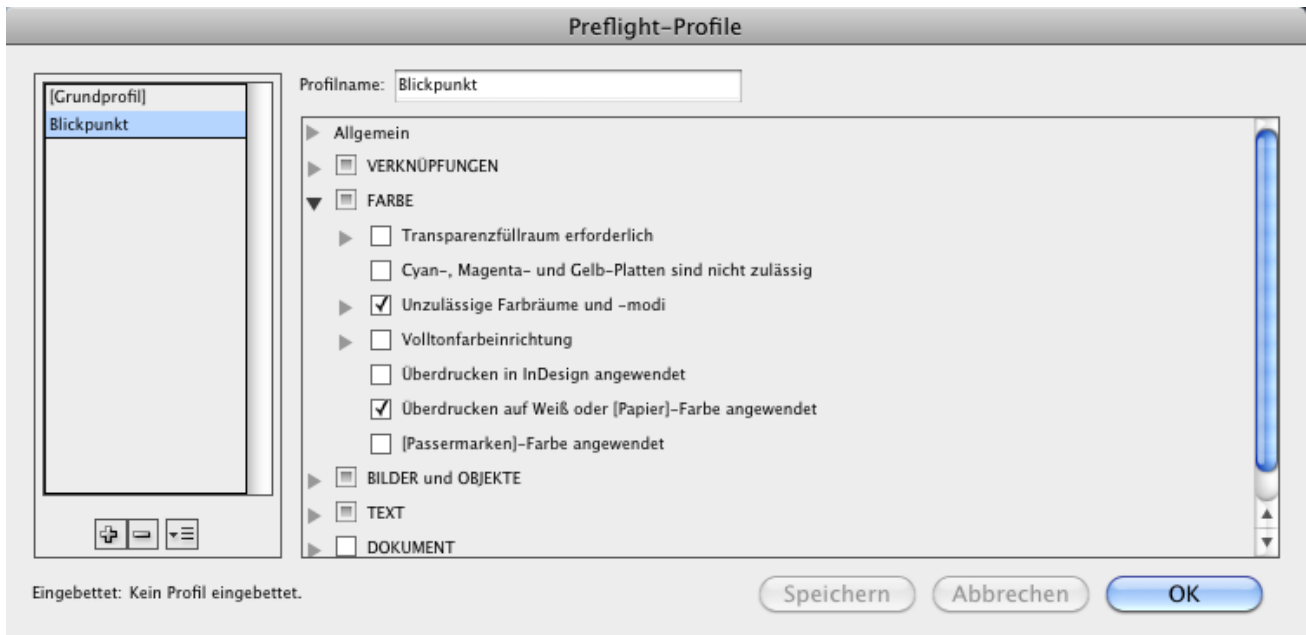 Preflight-Profile
[Grundprofil]
Blickpunkt
Profilname: Blickpunkt
Allgemein
VERKNÜPFUNGEN
FARBE
Transparenzfüllraum erforderlich
Cyan-, Magenta- und Gelb-Platten sind nicht zulässig
Unzulässige Farbräume und -modi
Volltonfarbeinrichtung
Überdrucken in InDesign angewendet
Überdrucken auf Weiß oder [Papier]-Farbe angewendet
[Passermarken]-Farbe angewendet
BILDER und OBJEKTE
TEXT
DOKUMENT
Eingebettet: Kein Profil eingebettet.
Speichern Abbrechen OK